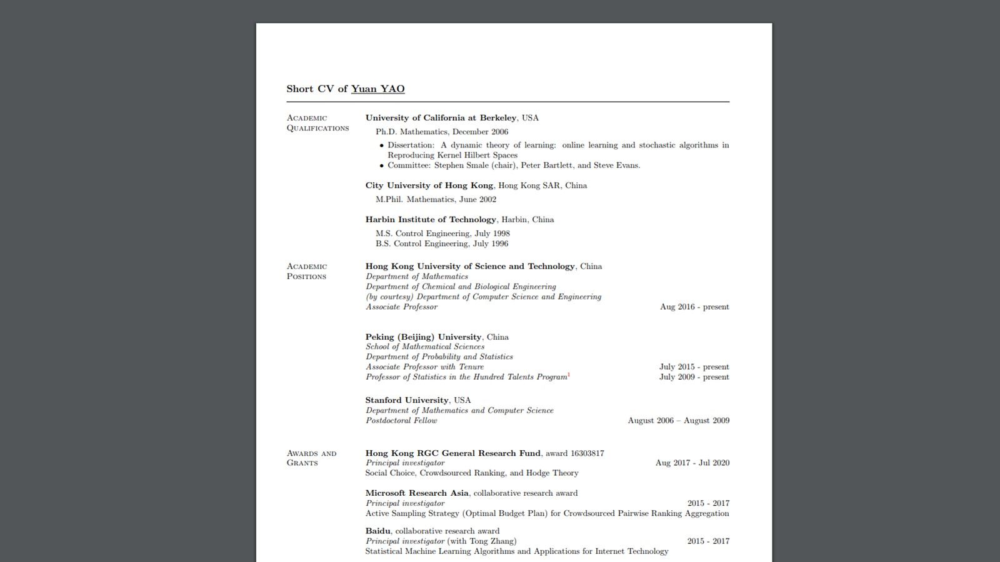 Short CV of Yuan YAO
Academic Qualifications
University of California at Berkeley, USA
Ph.D. Mathematics, December 2006
• Dissertation: A dynamic theory of learning: online learning and stochastic algorithms in
Reproducing Kernel Hilbert Spaces
• Committee: Stephen Smale (chair), Peter Bartlett, and Steve Evans.
City University of Hong Kong, Hong Kong SAR, China
M.Phil. Mathematics, June 2002
Harbin Institute of Technology, Harbin, China
M.S. Control Engineering, July 1998
B.S. Control Engineering, July 1996
Academic Positions
Hong Kong University of Science and Technology, China
Department of Mathematics
Department of Chemical and Biological Engineering
(by courtesy) Department of Computer Science and Engineering
Associate Professor Aug 2016 - present
Peking (Beijing) University, China
School of Mathematical Sciences
Department of Probability and Statistics
Associate Professor with Tenure July 2015 - present
Professor of Statistics in the Hundred Talents Program1 July 2009 - present
Stanford University, USA
Department of Mathematics and Computer Science
Postdoctoral Fellow August 2006 – August 2009
Awards and Grants
Hong Kong RGC General Research Fund, award 16303817
Principal investigator Aug 2017 - Jul 2020
Social Choice, Crowdsourced Ranking, and Hodge Theory
Microsoft Research Asia, collaborative research award
Principal investigator 2015 - 2017
Active Sampling Strategy (Optimal Budget Plan) for Crowdsourced Pairwise Ranking Aggregation
Baidu, collaborative research award
Principal investigator (with Tong Zhang) 2015 - 2017
Statistical Machine Learning Algorithms and Applications for Internet Technology